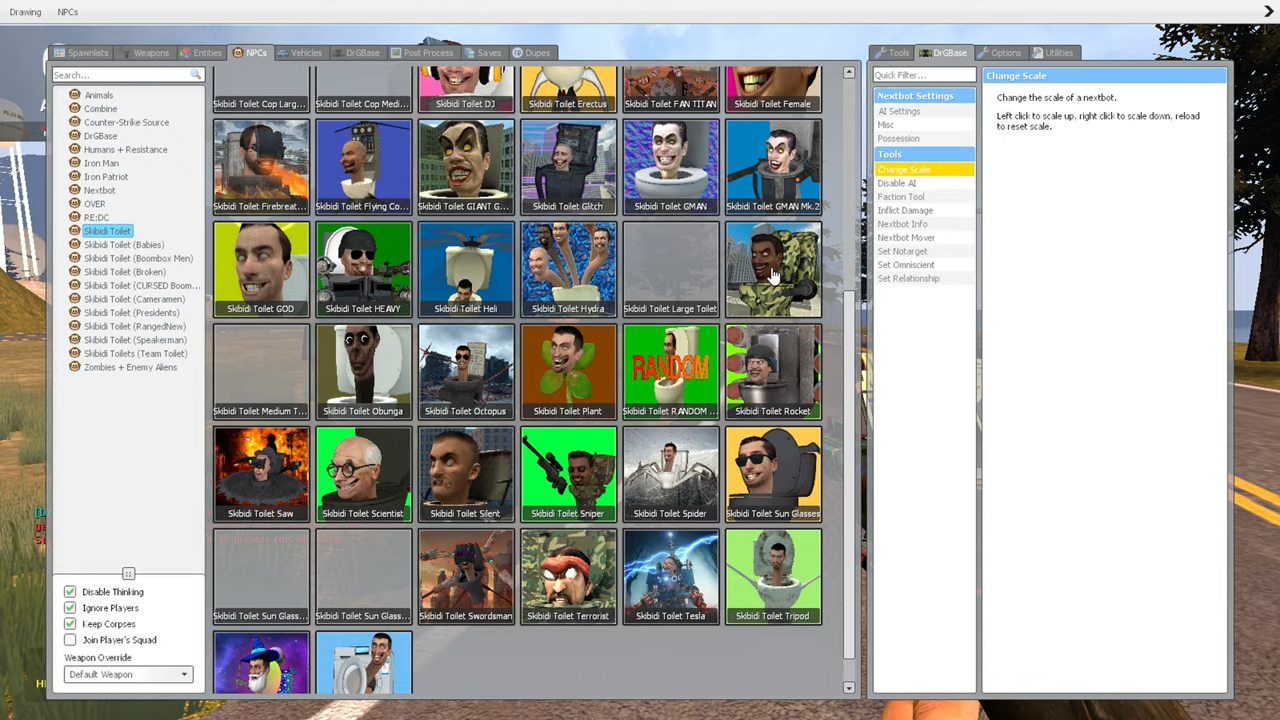 Drawing NPCs
Spawnlists Weapons Entities NPCs Vehicles DrGBase Post Process Saves Dupes
Search...
Animals
Combine
Counter-Strike Source
DrGBase
Humans + Resistance
Iron Man
Iron Patriot
Nextbot
OVER
RE:DC
Skibidi Toilet
Skibidi Toilet (Babies)
Skibidi Toilet (Boombox Men)
Skibidi Toilet (Broken)
Skibidi Toilet (CURSED Boom...
Skibidi Toilet (Cameramen)
Skibidi Toilet (Presidents)
Skibidi Toilet (RangedNew)
Skibidi Toilet (Speakerman)
Skibidi Toilets (Team Toilet)
Zombies + Enemy Aliens
Disable Thinking
Ignore Players
Keep Corpses
Join Player's Squad
Weapon Override
Default Weapon
Skibidi Toilet Cop Larg... Skibidi Toilet Cop Medi... Skibidi Toilet DJ Skibidi Toilet Erectus Skibidi Toilet FAN TITAN Skibidi Toilet Female
Skibidi Toilet Firebreat... Skibidi Toilet Flying Co... Skibidi Toilet GIANT G... Skibidi Toilet Glitch Skibidi Toilet GMAN Skibidi Toilet GMAN Mk.2
Skibidi Toilet GOD Skibidi Toilet HEAVY Skibidi Toilet Heli Skibidi Toilet Hydra Skibidi Toilet Large Toilet
RANDOM
Skibidi Toilet Medium T... Skibidi Toilet Obunga Skibidi Toilet Octopus Skibidi Toilet Plant Skibidi Toilet RANDOM ... Skibidi Toilet Rocket
Skibidi Toilet Saw Skibidi Toilet Scientist Skibidi Toilet Silent Skibidi Toilet Sniper Skibidi Toilet Spider Skibidi Toilet Sun Glasses
Skibidi Toilet Sun Glass... Skibidi Toilet Sun Glass... Skibidi Toilet Swordsman Skibidi Toilet Terrorist Skibidi Toilet Tesla Skibidi Toilet Tripod
Tools DrGBase Options Utilities
Quick Filter...
Nextbot Settings
AI Settings
Misc
Possession
Tools
Change Scale
Disable AI
Faction Tool
Inflict Damage
Nextbot Info
Nextbot Mover
Set Notarget
Set Omniscient
Set Relationship
Change Scale
Change the scale of a nextbot.
Left click to scale up, right click to scale down, reload
to reset scale.